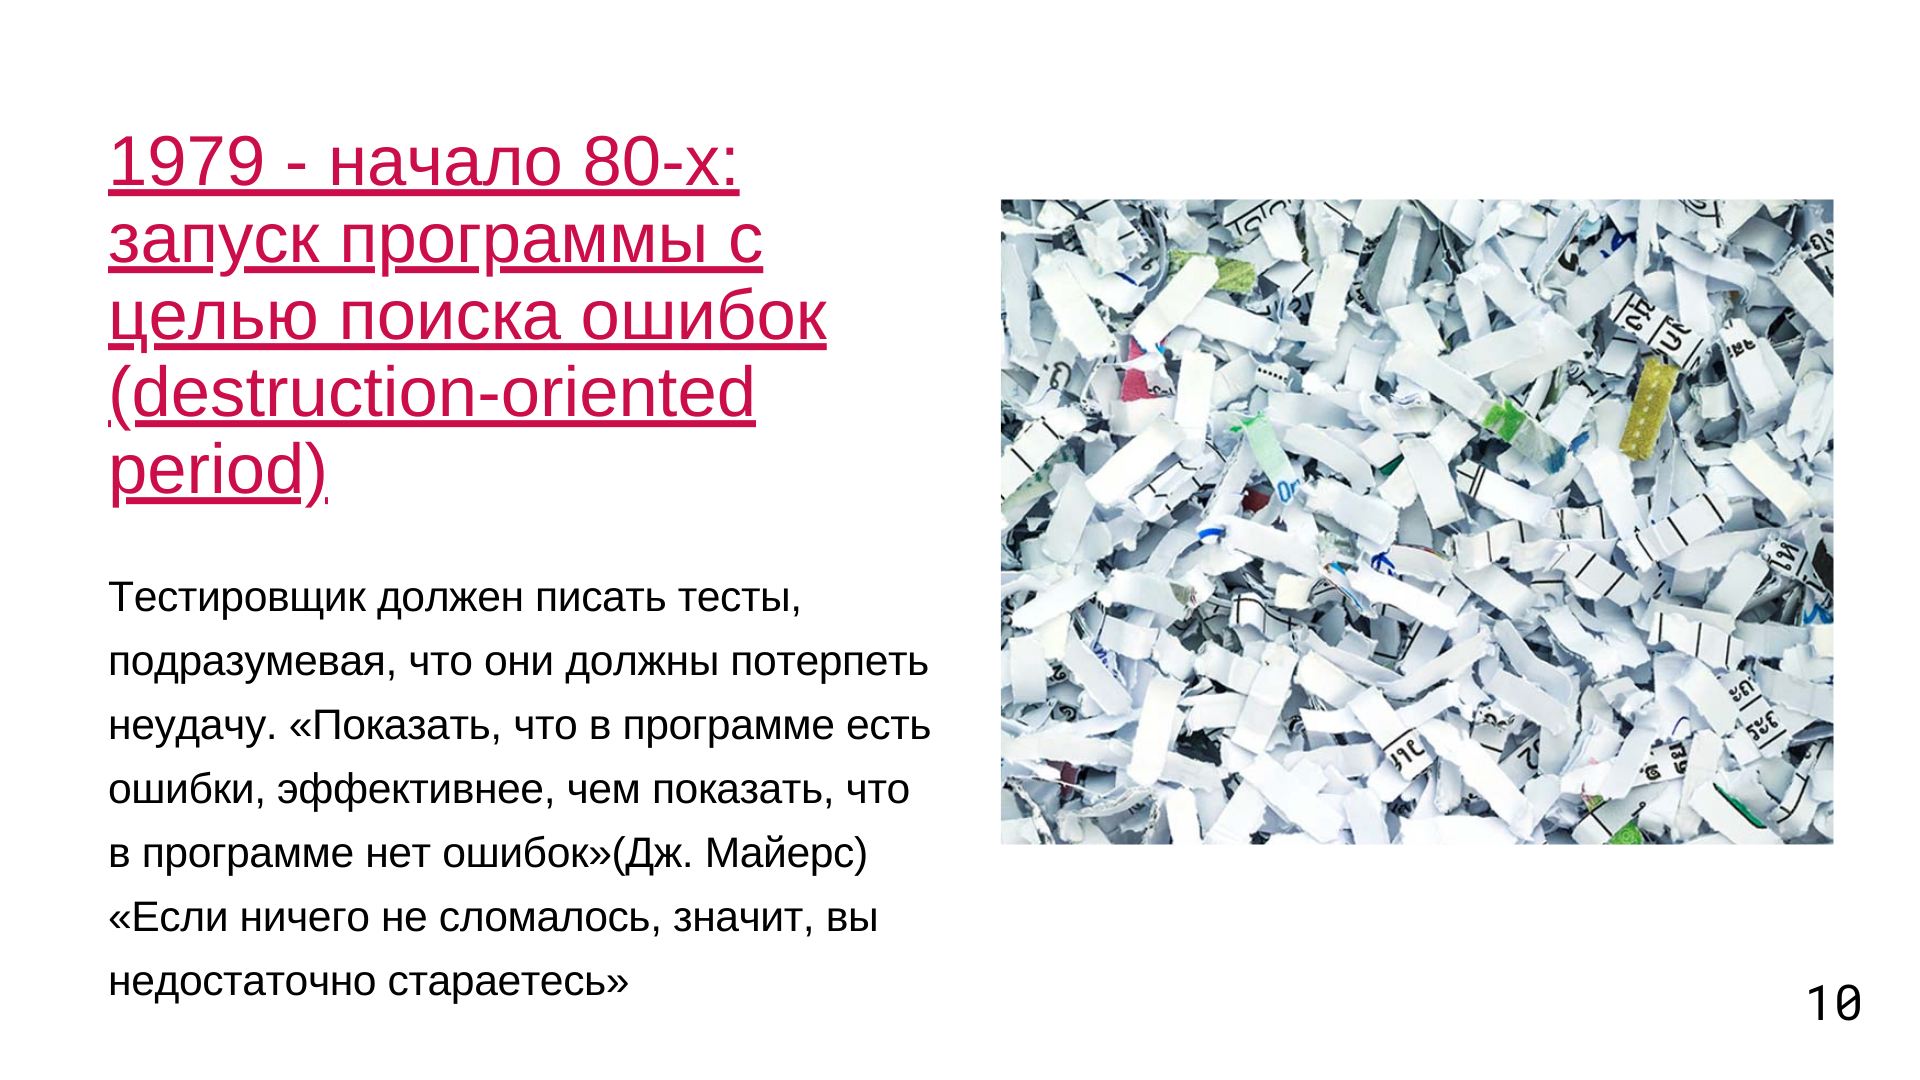 1979 - начало 80-х:
запуск программы с
целью поиска ошибок
(destruction-oriented
period)
Тестировщик должен писать тесты,
подразумевая, что они должны потерпеть
неудачу. «Показать, что в программе есть
ошибки, эффективнее, чем показать, что
в программе нет ошибок»(Дж. Майерс)
«Если ничего не сломалось, значит, вы
недостаточно стараетесь»
10